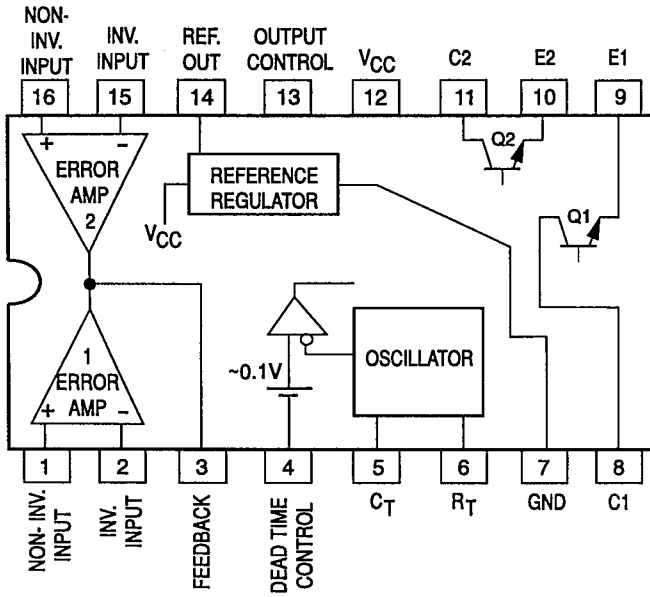 NON-
INV.
INPUT
INV.
INPUT
REF.
OUT
OUTPUT
CONTROL
VCC
C2
E2
E1
16
15
14
13
12
11
10
9
+
−
ERROR
AMP
2
REFERENCE
REGULATOR
VCC
Q2
Q1
1
ERROR
AMP
+
−
~0.1V
OSCILLATOR
1
2
3
4
5
6
7
8
NON- INV.
INPUT
INV.
INPUT
FEEDBACK
DEAD TIME
CONTROL
CT
RT
GND
C1